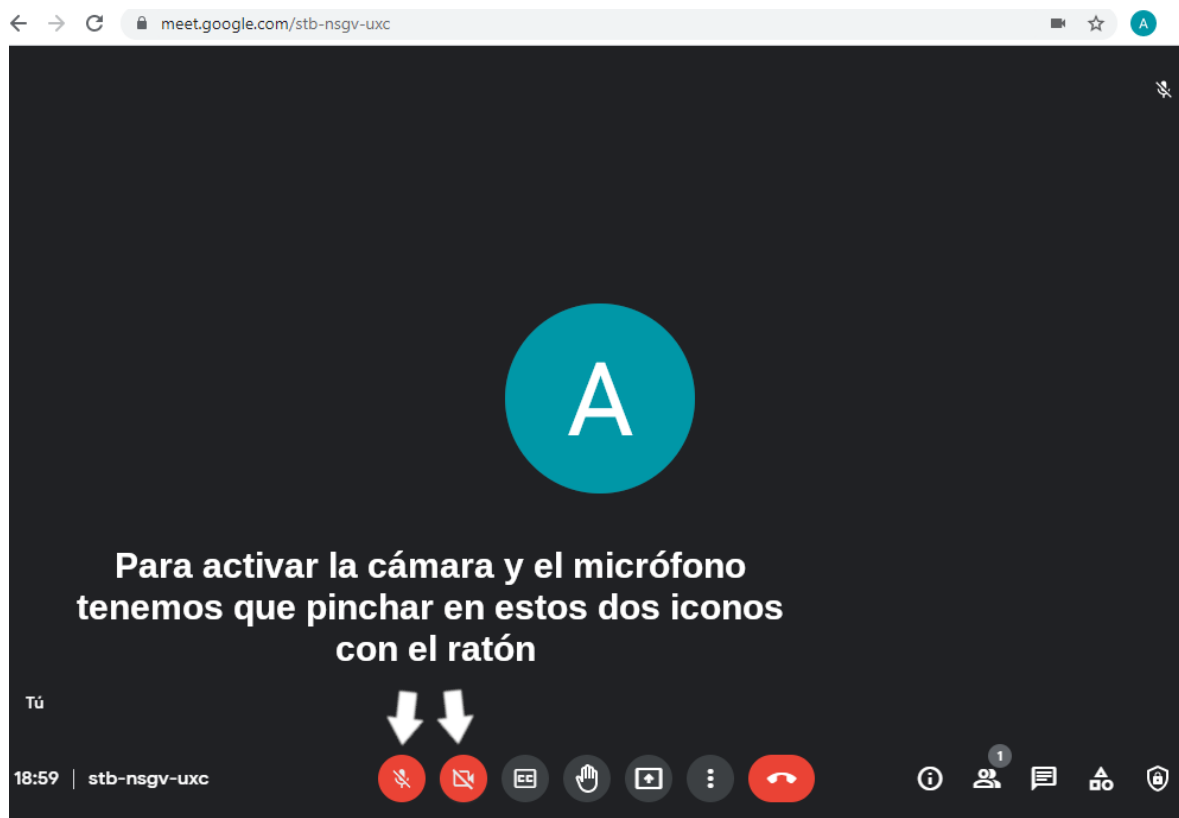 meet.google.com/stb-nsgv-uxc
A
A
Para activar la cámara y el micrófono
tenemos que pinchar en estos dos iconos
con el ratón
Tú
1
18:59 | stb-nsgv-uxc
CC